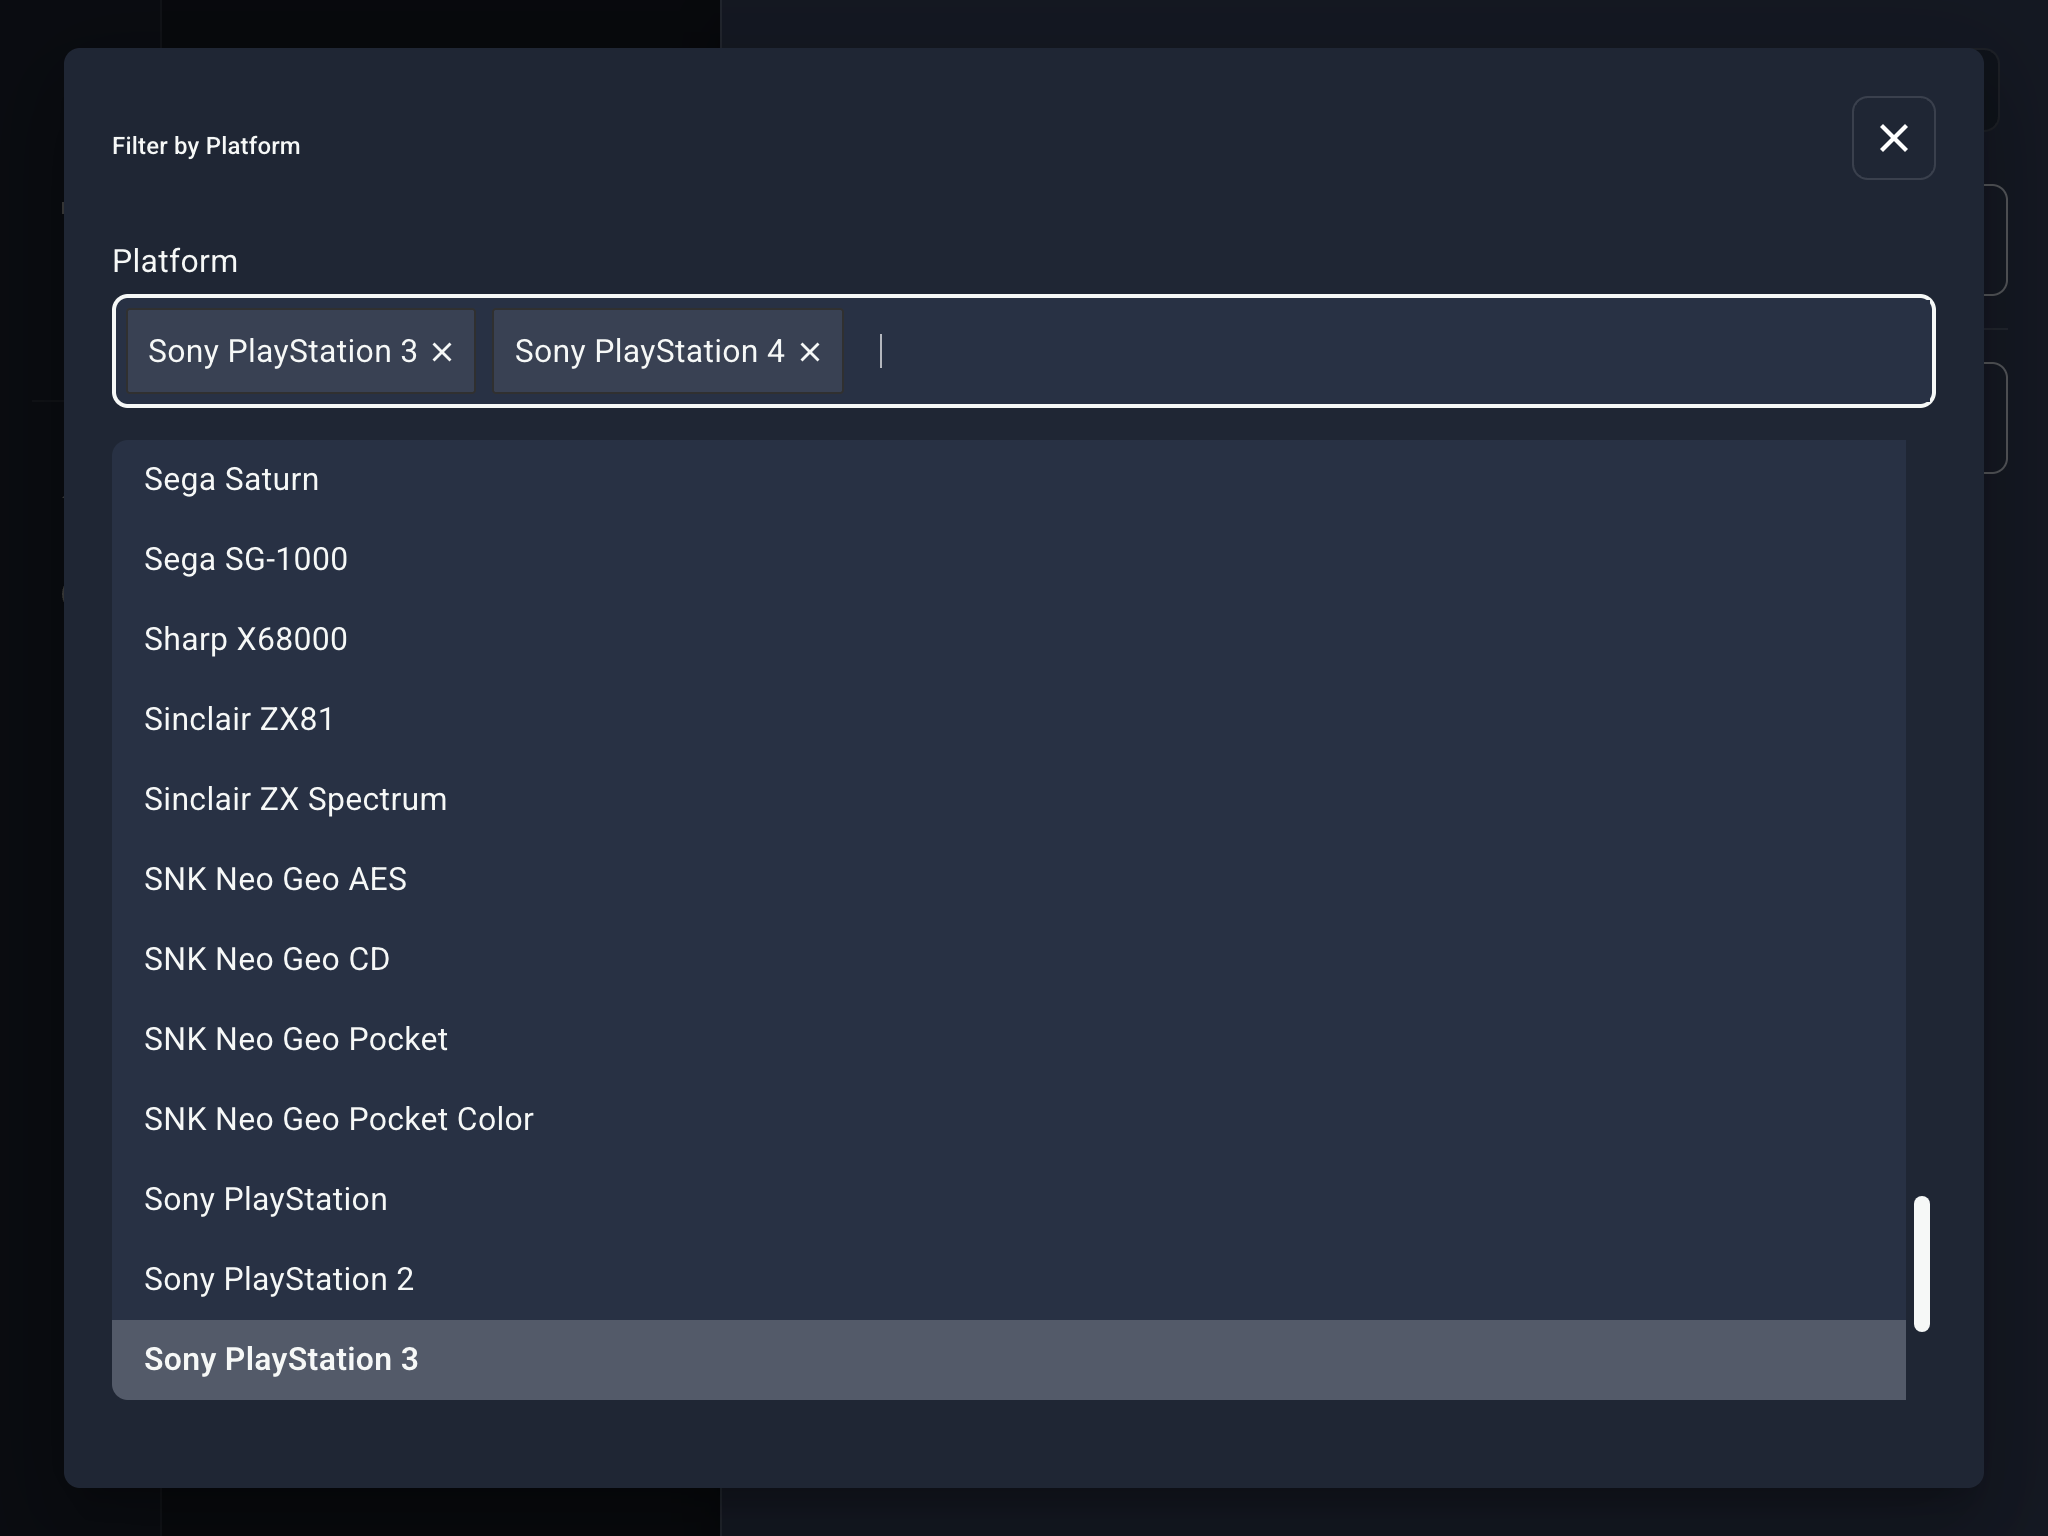 Filter by Platform
Platform
Sony PlayStation 3 Sony PlayStation 4
Sega Saturn
Sega SG-1000
Sharp X68000
Sinclair ZX81
Sinclair ZX Spectrum
SNK Neo Geo AES
SNK Neo Geo CD
SNK Neo Geo Pocket
SNK Neo Geo Pocket Color
Sony PlayStation
Sony PlayStation 2
Sony PlayStation 3